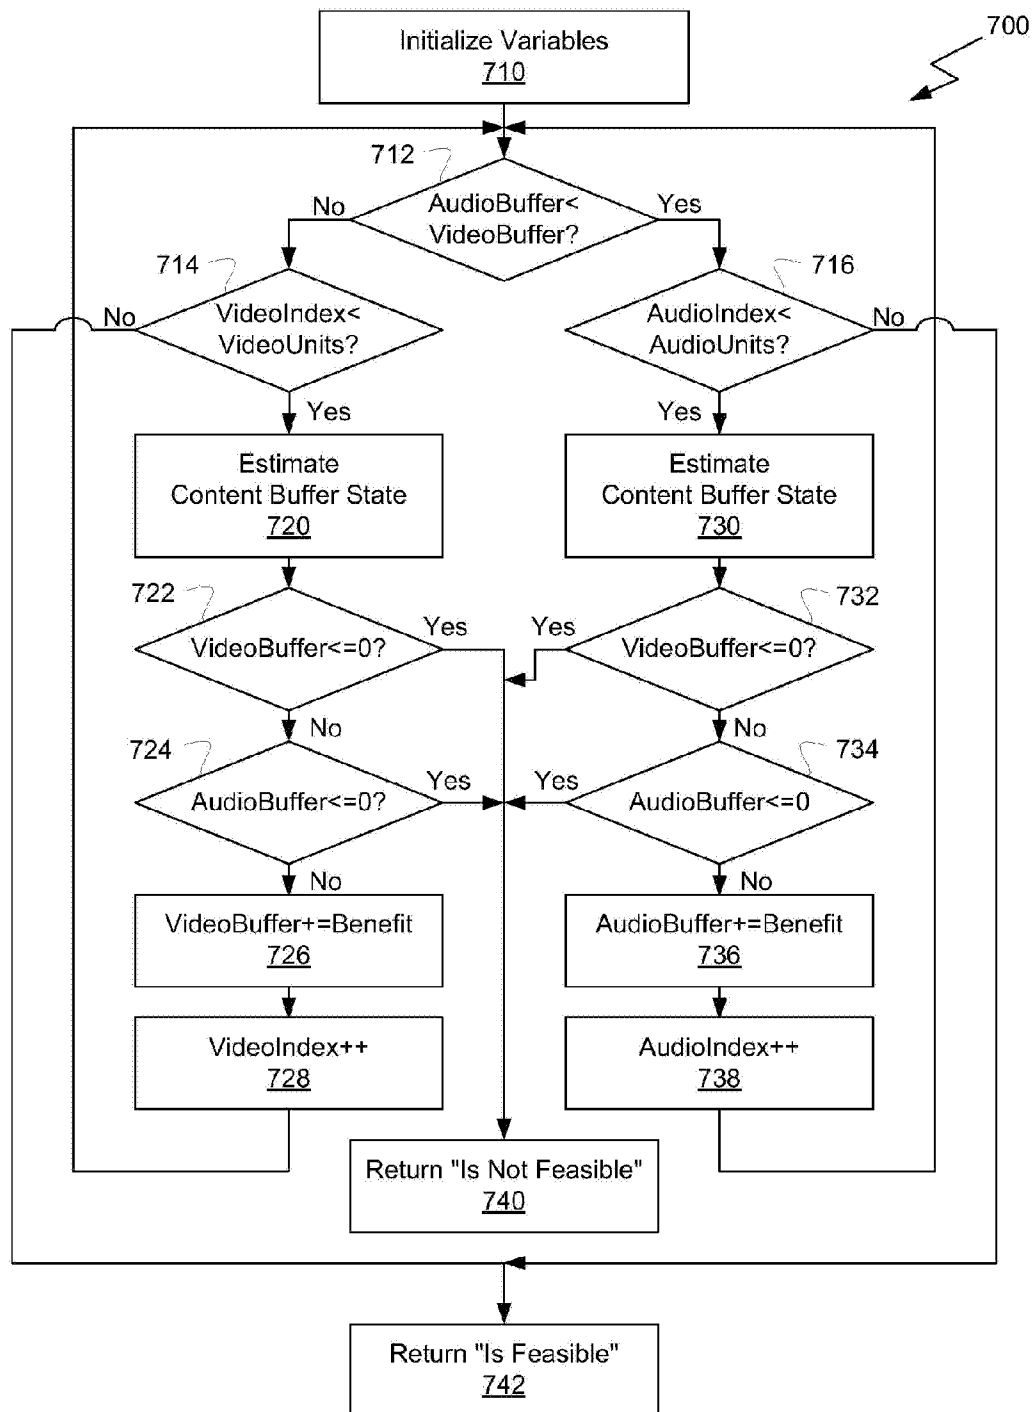 Initialize Variables
710
700
712
AudioBuffer<
VideoBuffer?
No
Yes
714
VideoIndex<
VideoUnits?
No
716
AudioIndex<
AudioUnits?
No
Yes
Yes
Estimate
Content Buffer State
720
Estimate
Content Buffer State
730
722
VideoBuffer<=0?
Yes
732
VideoBuffer<=0?
Yes
No
No
724
AudioBuffer<=0?
Yes
734
AudioBuffer<=0
Yes
No
No
VideoBuffer+=Benefit
726
AudioBuffer+=Benefit
736
VideoIndex++
728
AudioIndex++
738
Return "Is Not Feasible"
740
Return "Is Feasible"
742